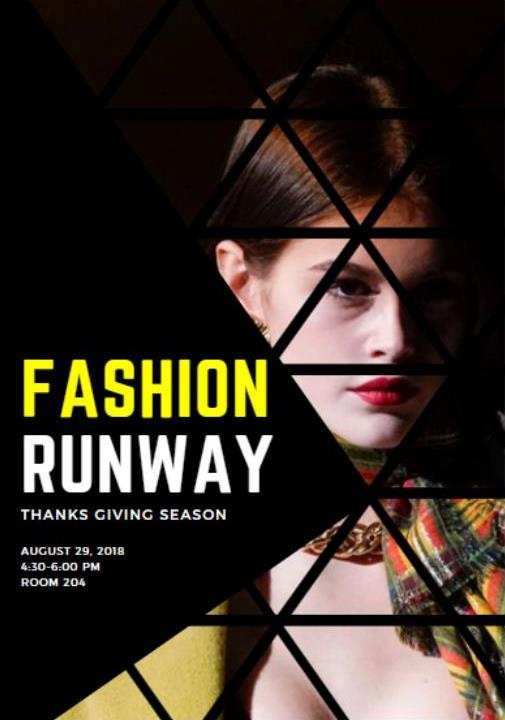 FASHION
RUNWAY
THANKS GIVING SEASON
AUGUST 29, 2018
4:30-6:00 PM
ROOM 204